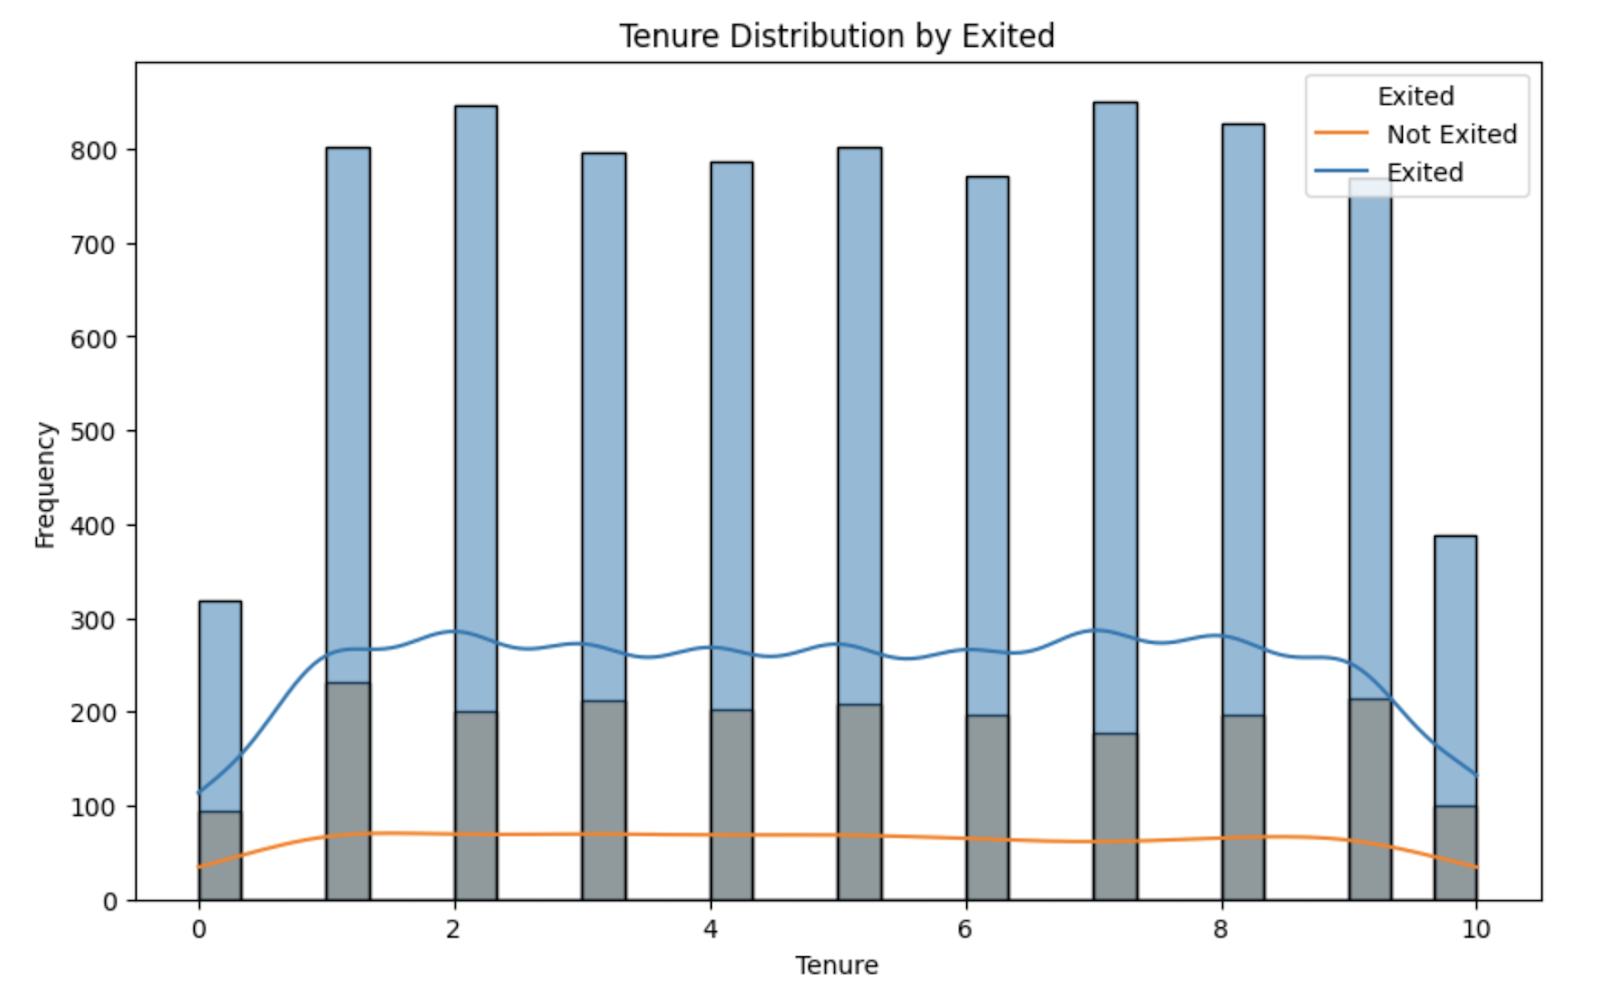 Tenure Distribution by Exited
Exited
Not Exited
Exited
800
700
600
500
400
300
200
100
0
Frequency
0 2 4 6 8 10
Tenure